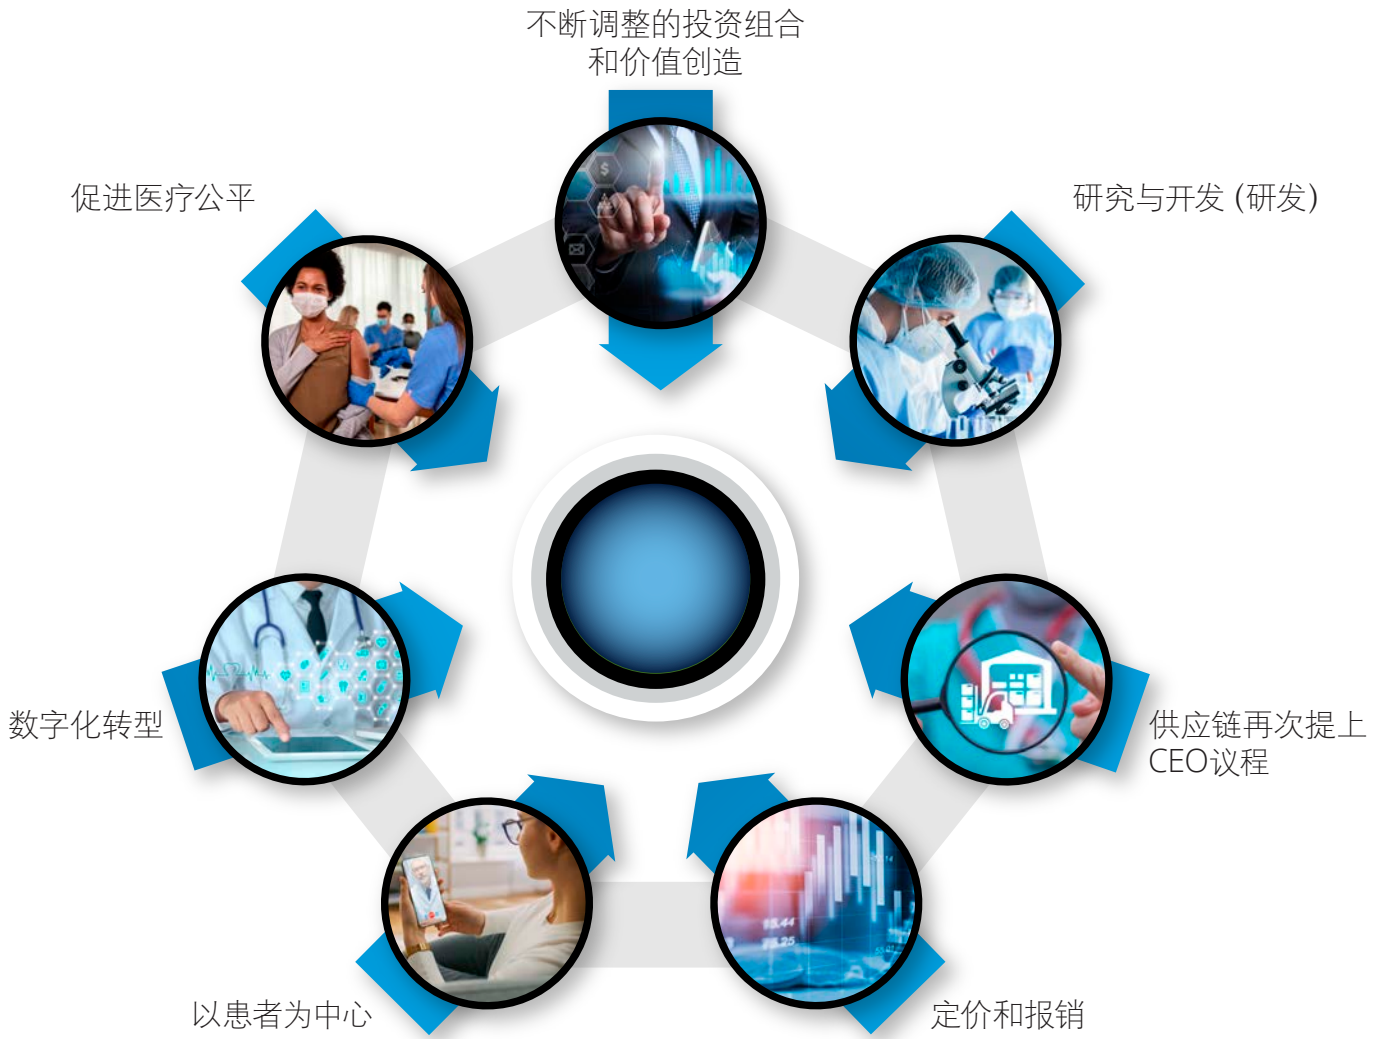 不断调整的投资组合
和价值创造
促进医疗公平
研究与开发 (研发)
数字化转型
供应链再次提上
CEO议程
以患者为中心
定价和报销